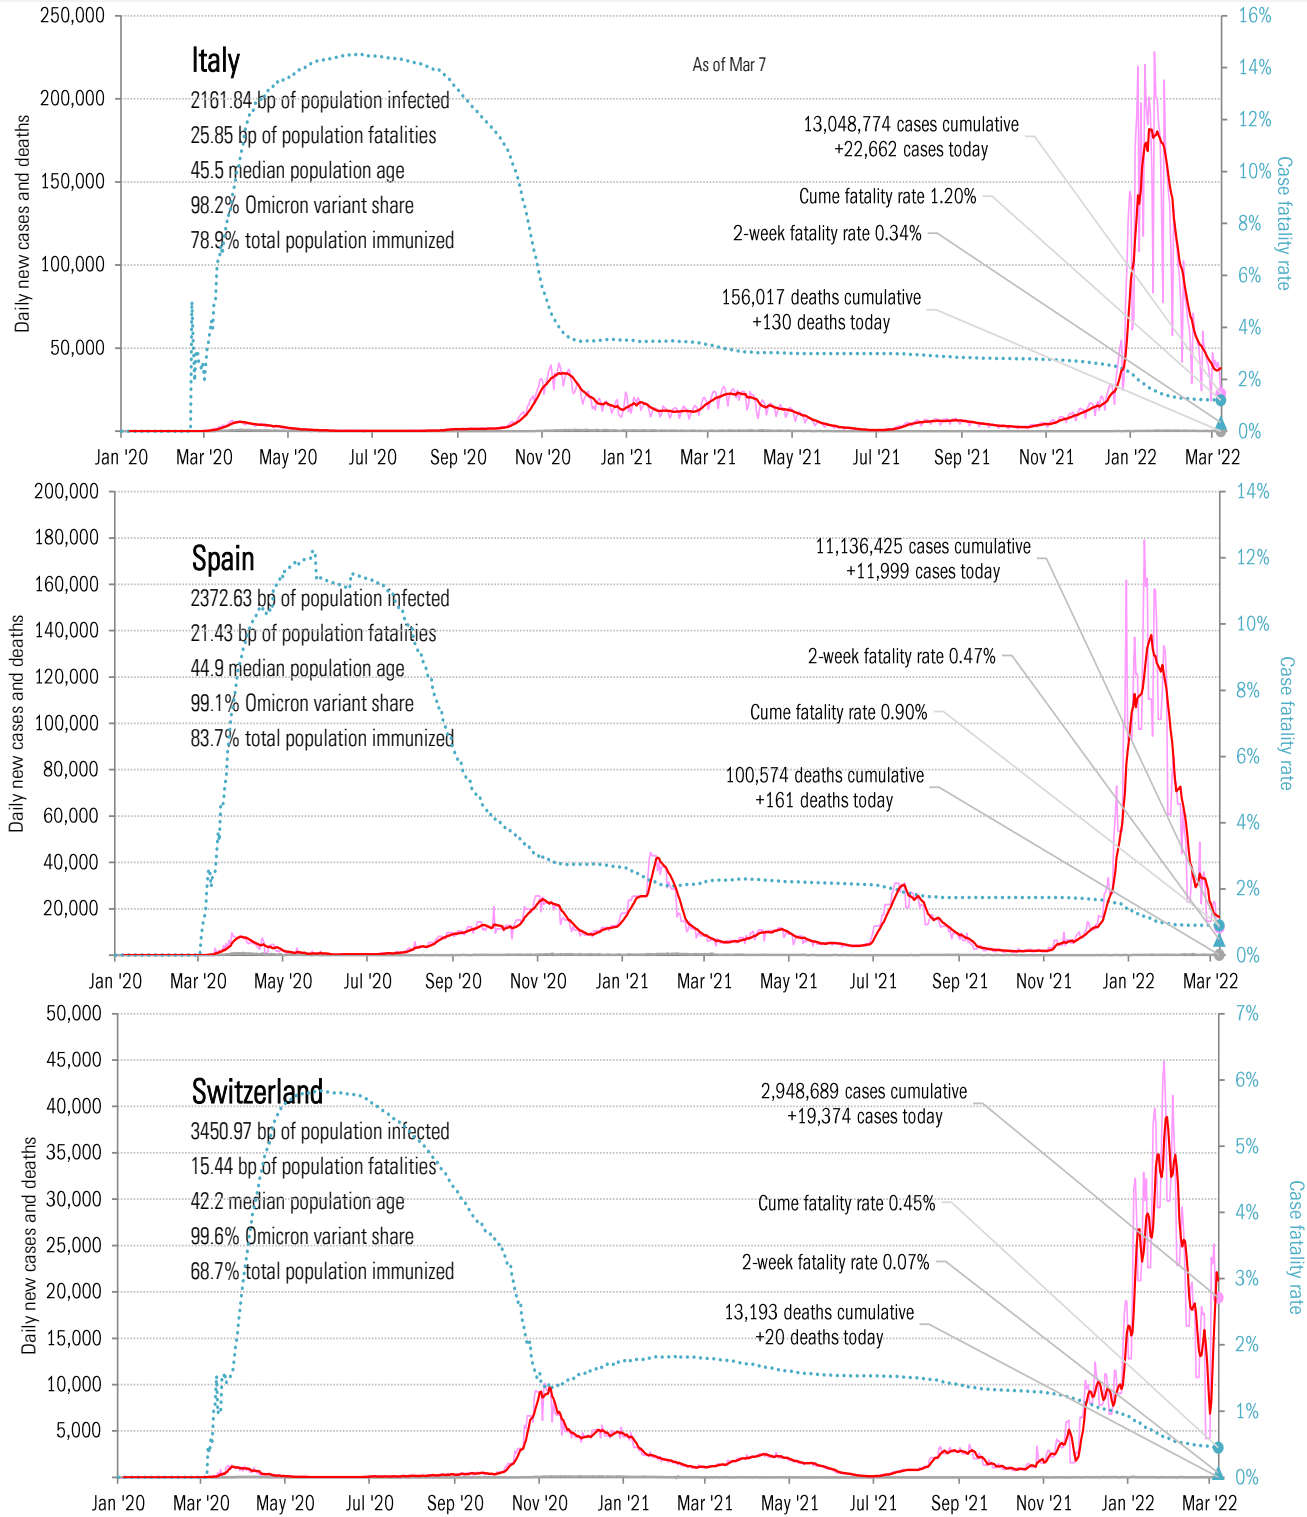 250,000
200,000
150,000
100,000
50,000
Daily new cases and deaths
Italy
2161.84 bp of population infected
25.85 bp of population fatalities
45.5 median population age
98.2% Omicron variant share
78.9% total population immunized
As of Mar 7
13,048,774 cases cumulative
+22,662 cases today
Cume fatality rate 1.20%
2-week fatality rate 0.34%
156,017 deaths cumulative
+130 deaths today
16%
14%
12%
10%
8%
6%
4%
2%
0%
Case fatality rate
Jan '20 Mar '20 May '20 Jul '20 Sep '20 Nov '20 Jan '21 Mar '21 May '21 Jul '21 Sep '21 Nov '21 Jan '22 Mar '22
200,000
180,000
160,000
140,000
120,000
100,000
80,000
60,000
40,000
20,000
Daily new cases and deaths
Spain
2372.63 bp of population infected
21.43 bp of population fatalities
44.9 median population age
99.1% Omicron variant share
83.7% total population immunized
11,136,425 cases cumulative
+11,999 cases today
2-week fatality rate 0.47%
Cume fatality rate 0.90%
100,574 deaths cumulative
+161 deaths today
14%
12%
10%
8%
6%
4%
2%
0%
Case fatality rate
Jan '20 Mar '20 May '20 Jul '20 Sep '20 Nov '20 Jan '21 Mar '21 May '21 Jul '21 Sep '21 Nov '21 Jan '22 Mar '22
50,000
45,000
40,000
35,000
30,000
25,000
20,000
15,000
10,000
5,000
Daily new cases and deaths
Switzerland
3450.97 bp of population infected
15.44 bp of population fatalities
42.2 median population age
99.6% Omicron variant share
68.7% total population immunized
2,948,689 cases cumulative
+19,374 cases today
Cume fatality rate 0.45%
2-week fatality rate 0.07%
13,193 deaths cumulative
+20 deaths today
7%
6%
5%
4%
3%
2%
1%
0%
Case fatality rate
Jan '20 Mar '20 May '20 Jul '20 Sep '20 Nov '20 Jan '21 Mar '21 May '21 Jul '21 Sep '21 Nov '21 Jan '22 Mar '22